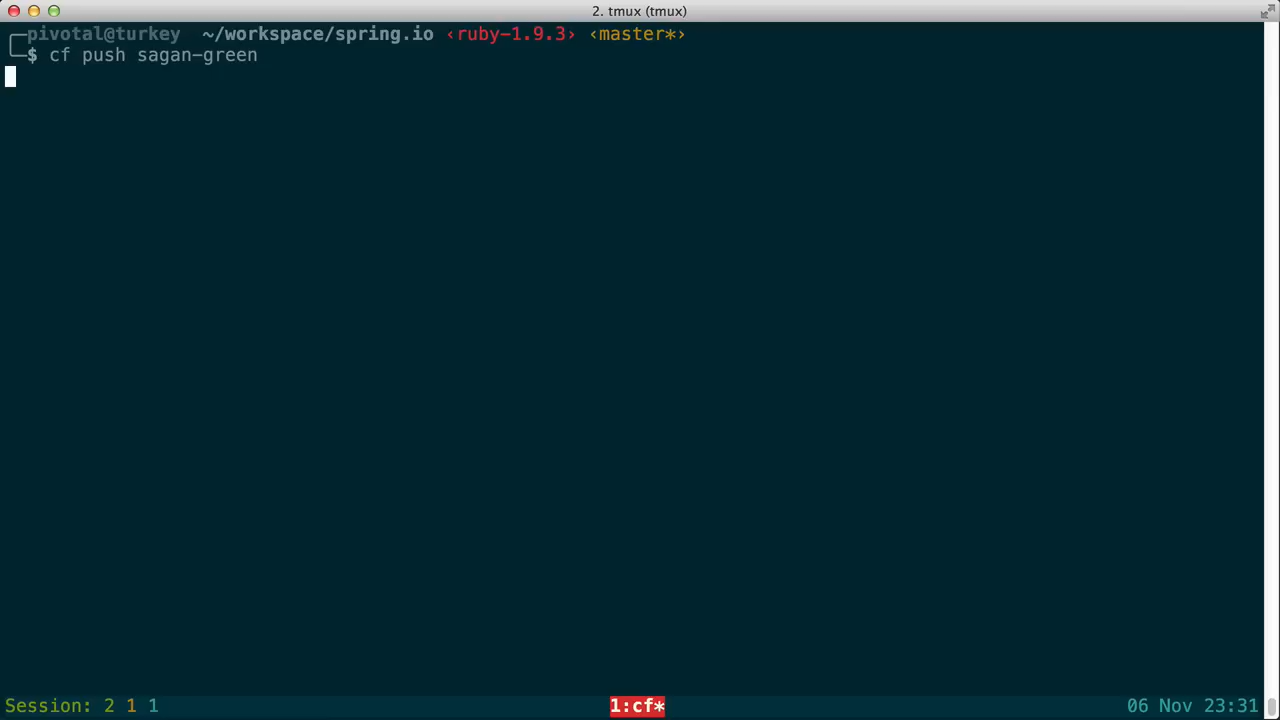 2. tmux (tmux)
pivotal@turkey ~/workspace/spring.io ‹ruby-1.9.3› ‹master*›
$ cf push sagan-green
Session: 2 1 1 1:cf* 06 Nov 23:31